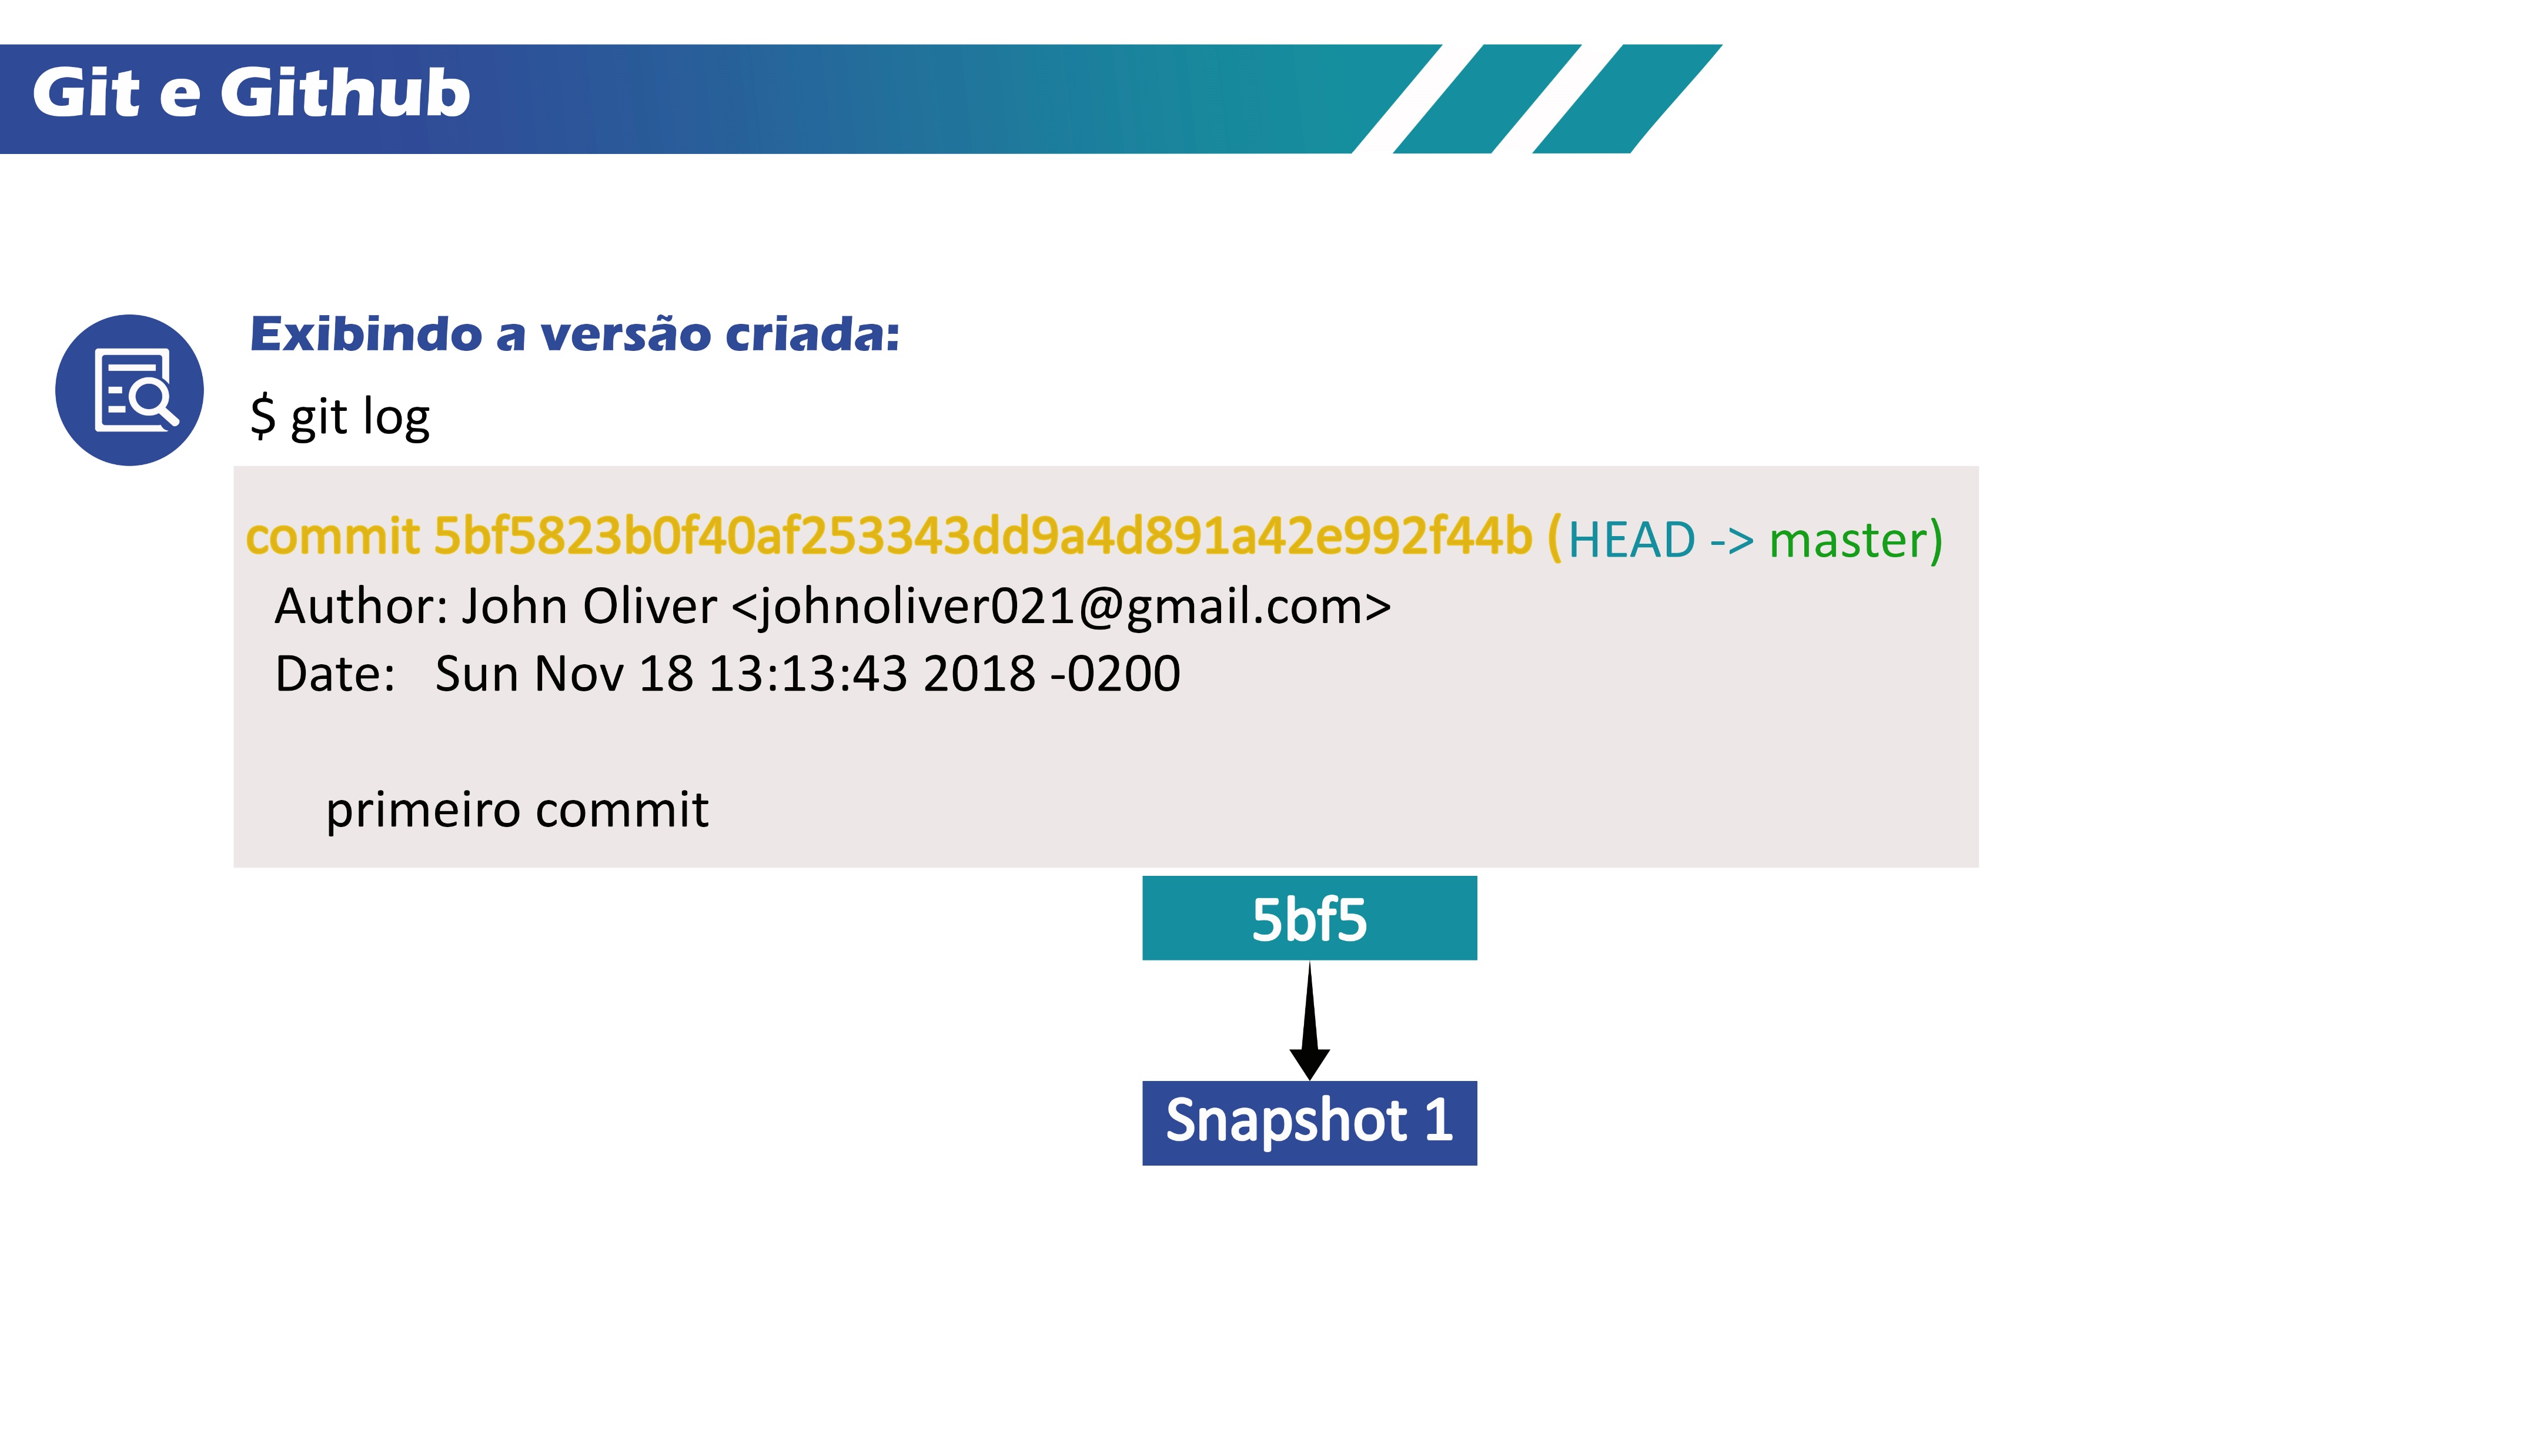 Git e Github
Exibindo a versão criada:
$ git log
commit 5bf5823b0f40af253343dd9a4d891a42e992f44b (HEAD -> master)
Author: John Oliver <johnoliver021@gmail.com>
Date:   Sun Nov 18 13:13:43 2018 -0200
primeiro commit
5bf5
Snapshot 1